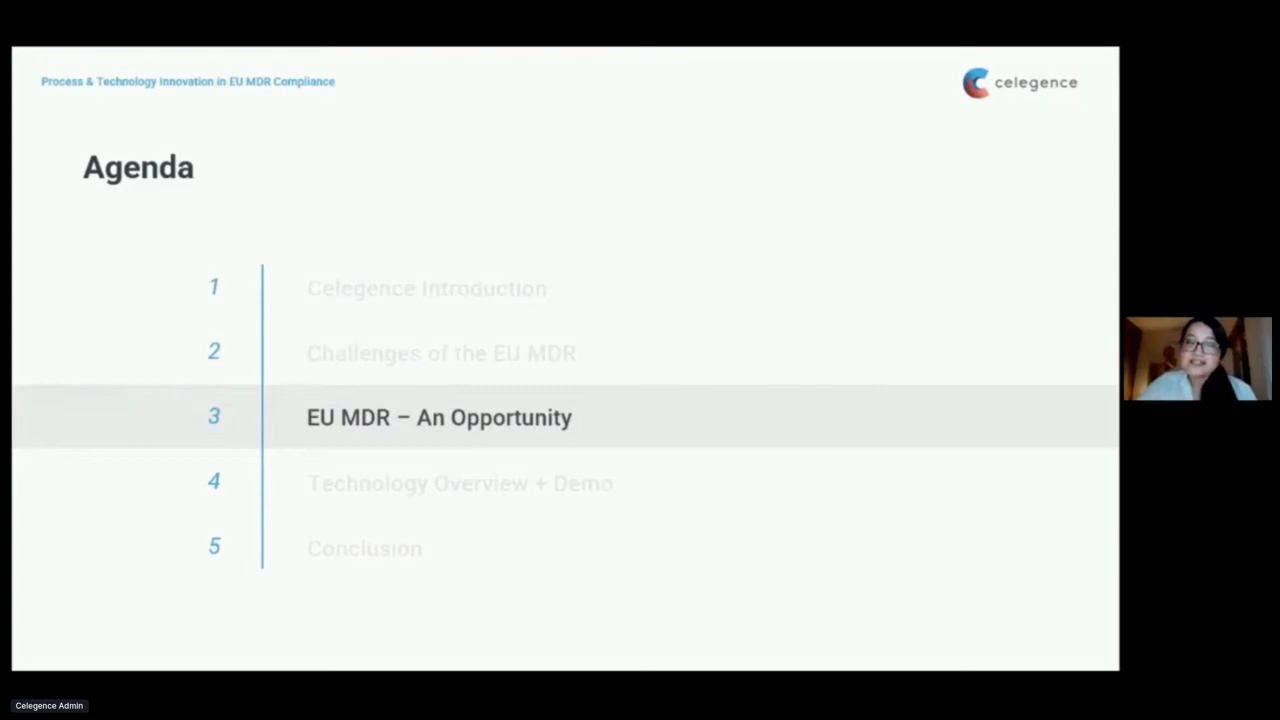 Process & Technology Innovation in EU MDR Compliance
celegence
Agenda
1 Celegence Introduction
2 Challenges of the EU MDR
3 EU MDR – An Opportunity
4 Technology Overview + Demo
5 Conclusion
Celegence Admin